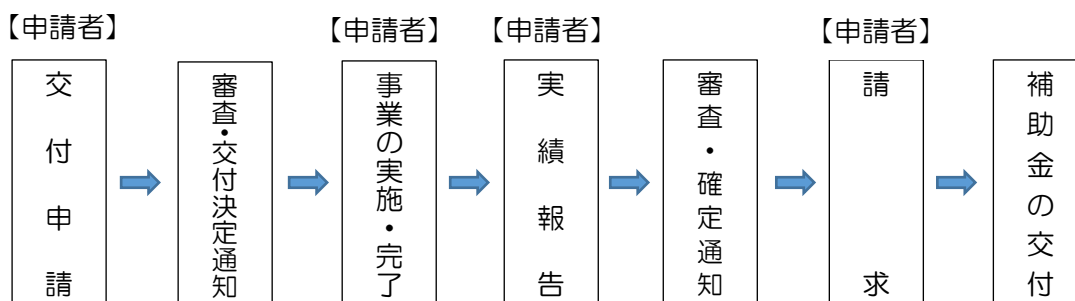 【申請者】
交付申請
審査・交付決定通知
【申請者】
事業の実施・完了
【申請者】
実績報告
審査・確定通知
【申請者】
請求
補助金の交付